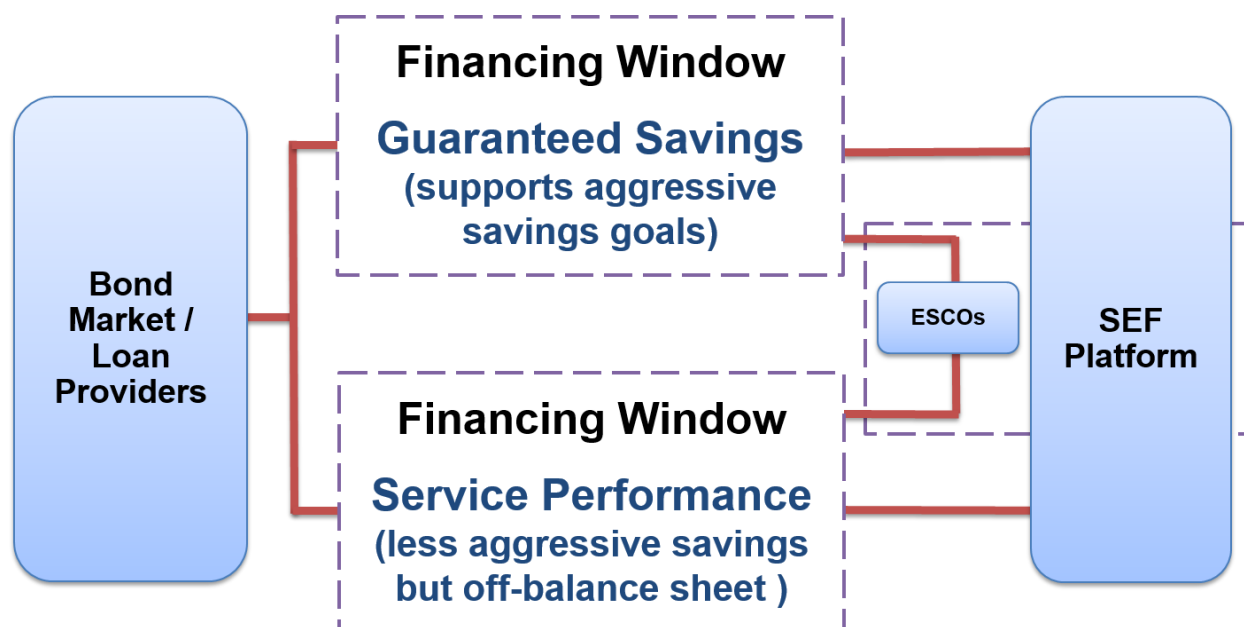 Financing Window
Guaranteed Savings
(supports aggressive
savings goals)
Bond
Market /
Loan
Providers
ESCOs
SEF
Platform
Financing Window
Service Performance
(less aggressive savings
but off-balance sheet )